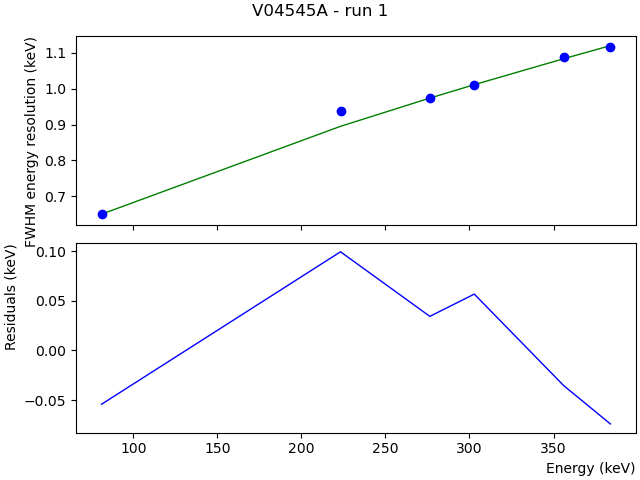 V04545A - run 1
FWHM energy resolution (keV)
1.1
1.0
0.9
0.8
0.7
Residuals (keV)
0.10
0.05
0.00
−0.05
100 150 200 250 300 350
Energy (keV)